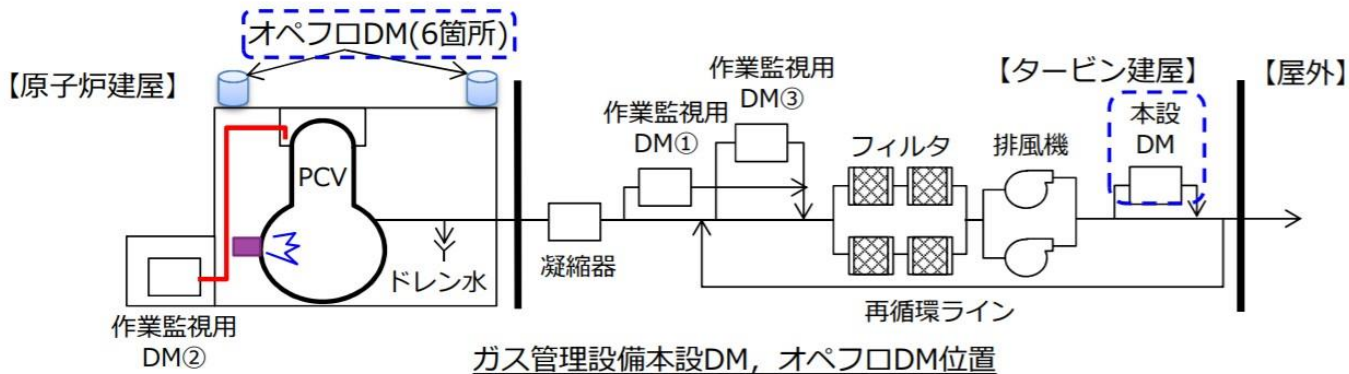 オペフロDM(6箇所)
【原子炉建屋】
作業監視用
DM③
【タービン建屋】
【屋外】
作業監視用
DM①
本設
DM
フィルタ
排風機
PCV
ドレン水
凝縮器
再循環ライン
作業監視用
DM②
ガス管理設備本設DM，オペフロDM位置